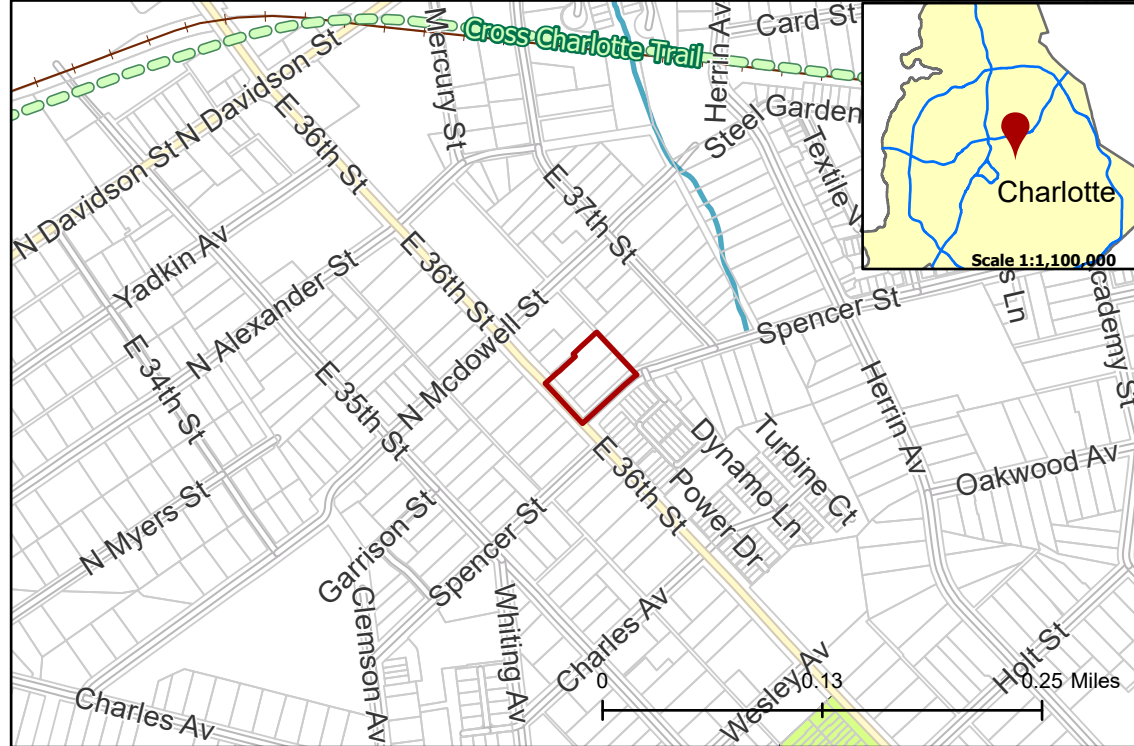 Cross Charlotte Trail
Card St
Mercury St
Herrin Av
N Davidson St
E 36th St
Steel
Garden
Textile
E 37th St
N Davidson St
Charlotte
Scale 1:1,100,000
Yadkin Av
N Alexander St
E 36th St
Spencer St
s Ln
cademy St
E 34th St
E 35th St
N Mcdowell St
Herrin Av
Dynamo Ln
Turbine Ct
E 36th St
Power Dr
Oakwood Av
N Myers St
Garrison St
Spencer St
Clemson Av
Whiting Av
Charles Av
Wesley Av
Holt St
Charles Av
0
0.13
0.25 Miles